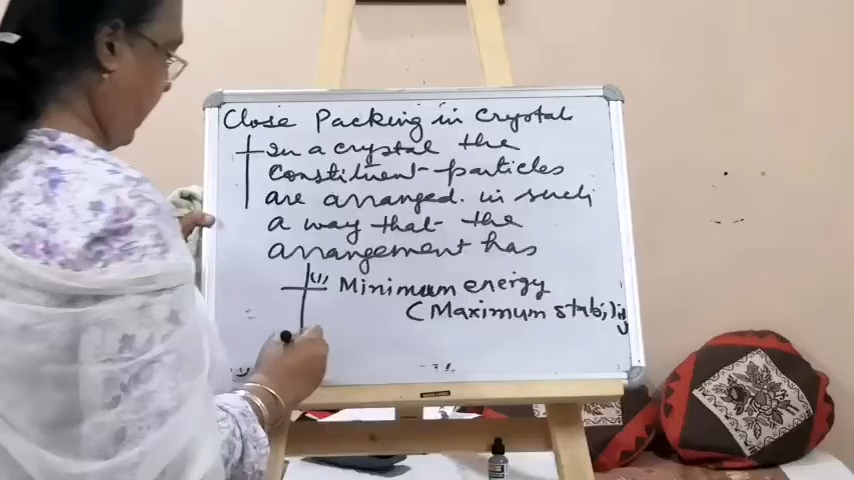 Close Packing in Crystal
In a crystal the
Constituent particles
are arranged in such
a way that the
arrangement has
(i) Minimum energy
(Maximum stability